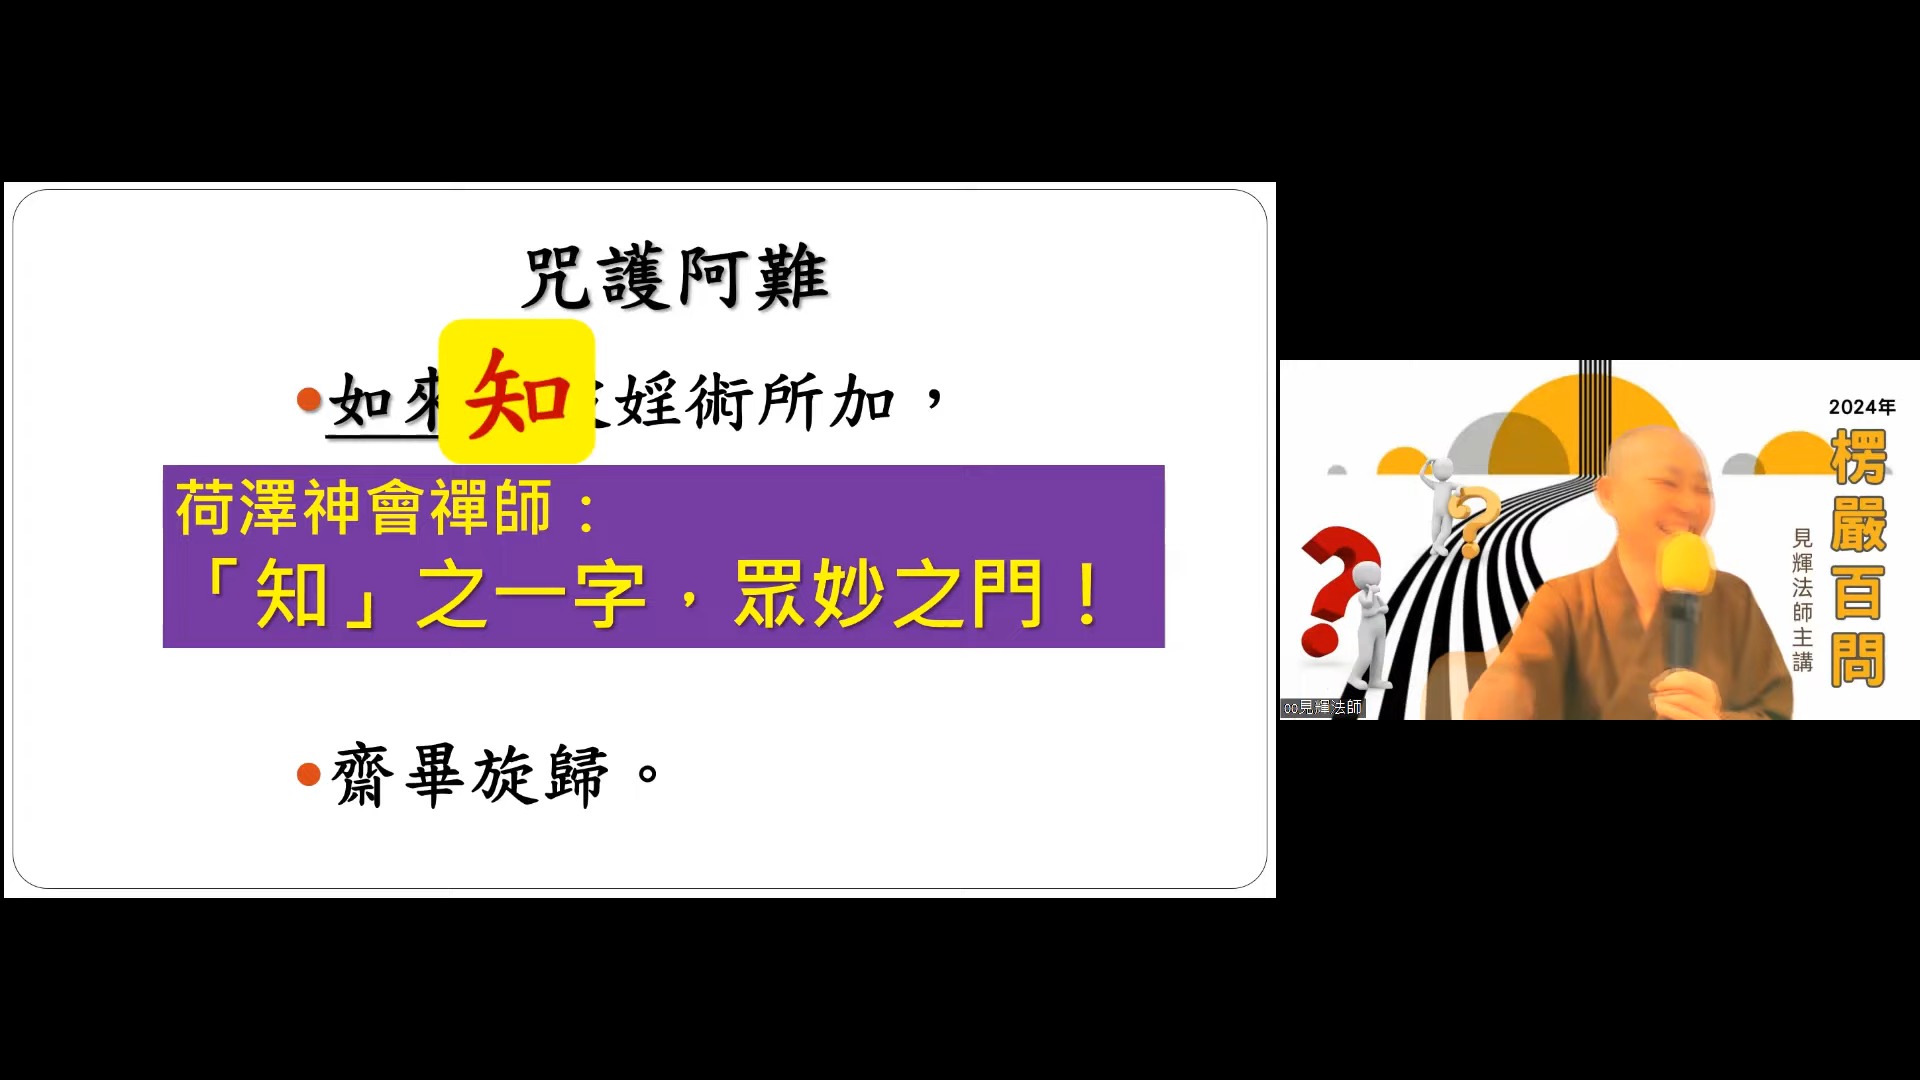 咒護阿難
如來知婬術所加，
荷澤神會禪師：
「知」之一字，眾妙之門！
齋畢旋歸。
2024年
楞嚴百問
見輝法師主講
oo見輝法師